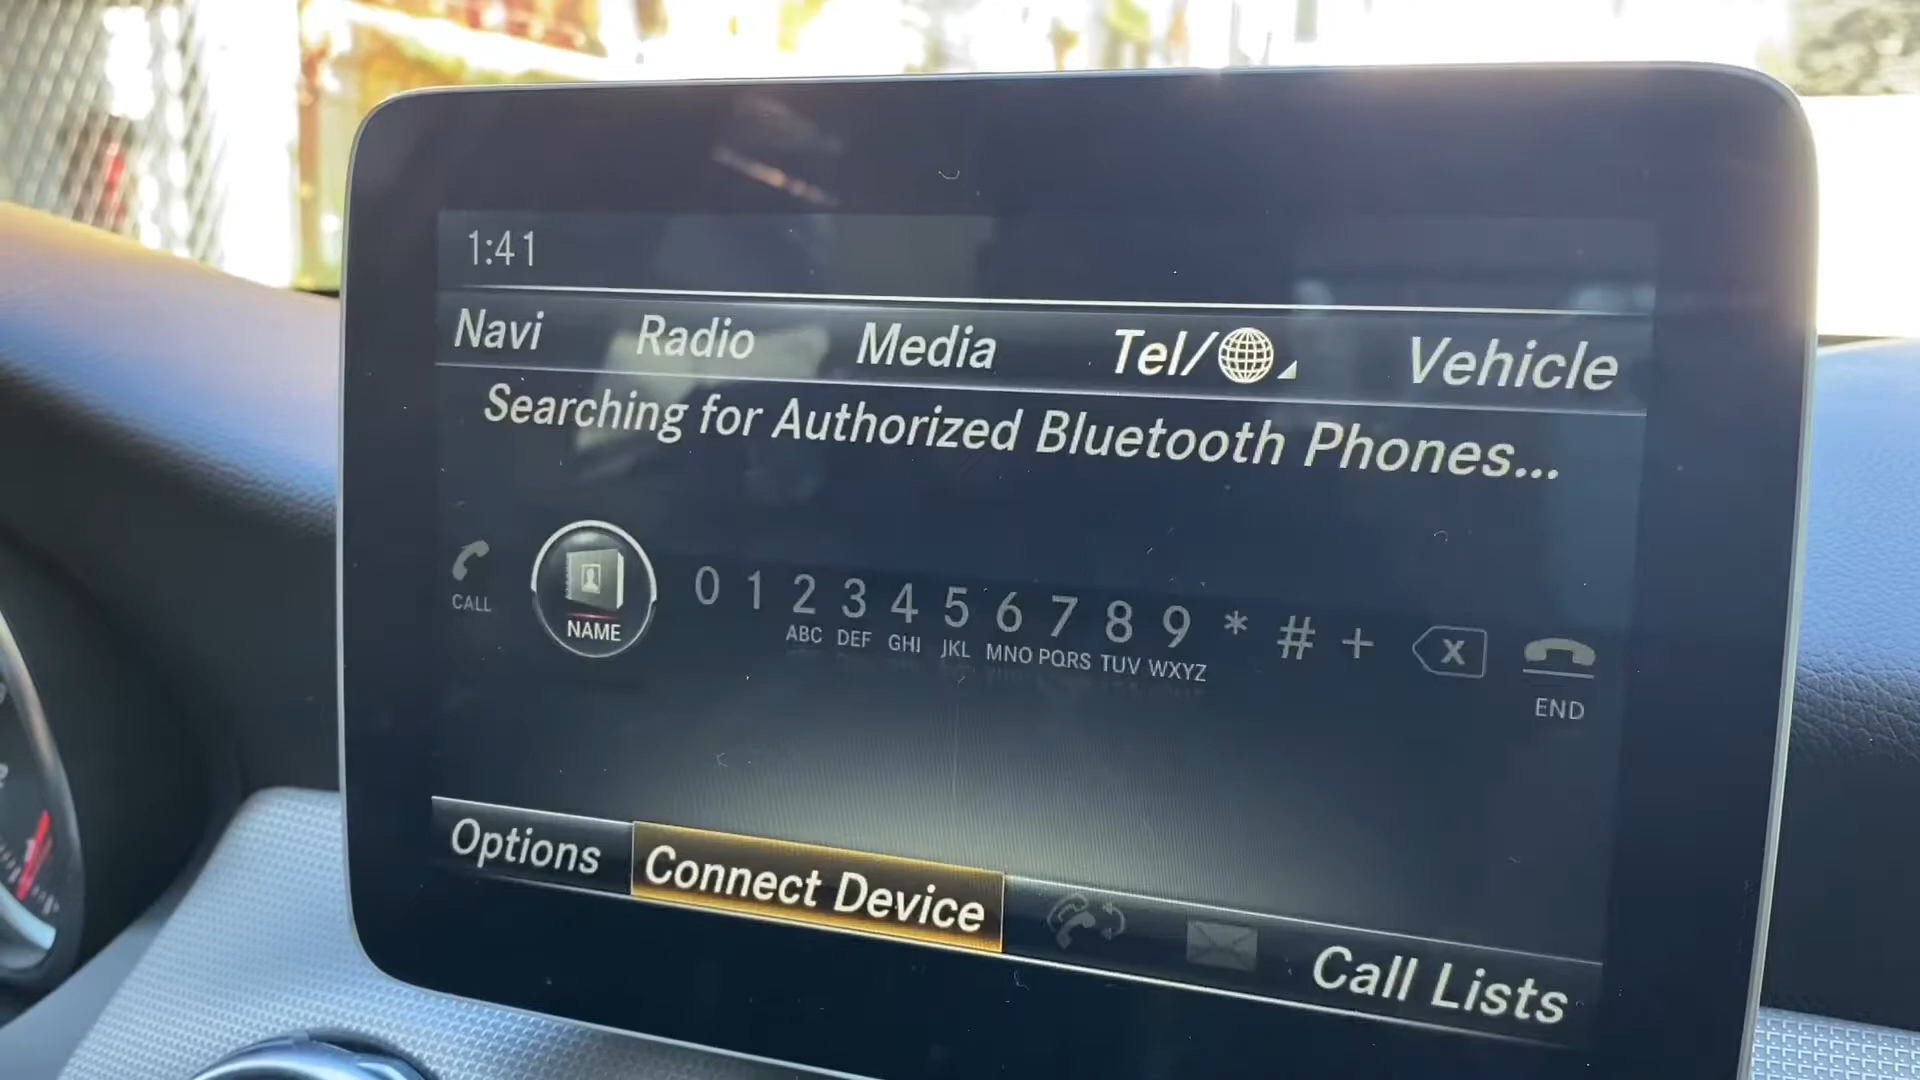 1:41
Navi Radio Media Tel/ Vehicle
Searching for Authorized Bluetooth Phones...
CALL
NAME
0 1 2 3 4 5 6 7 8 9 * # + X
ABC DEF GHI JKL MNO PQRS TUV WXYZ
END
Options Connect Device Call Lists